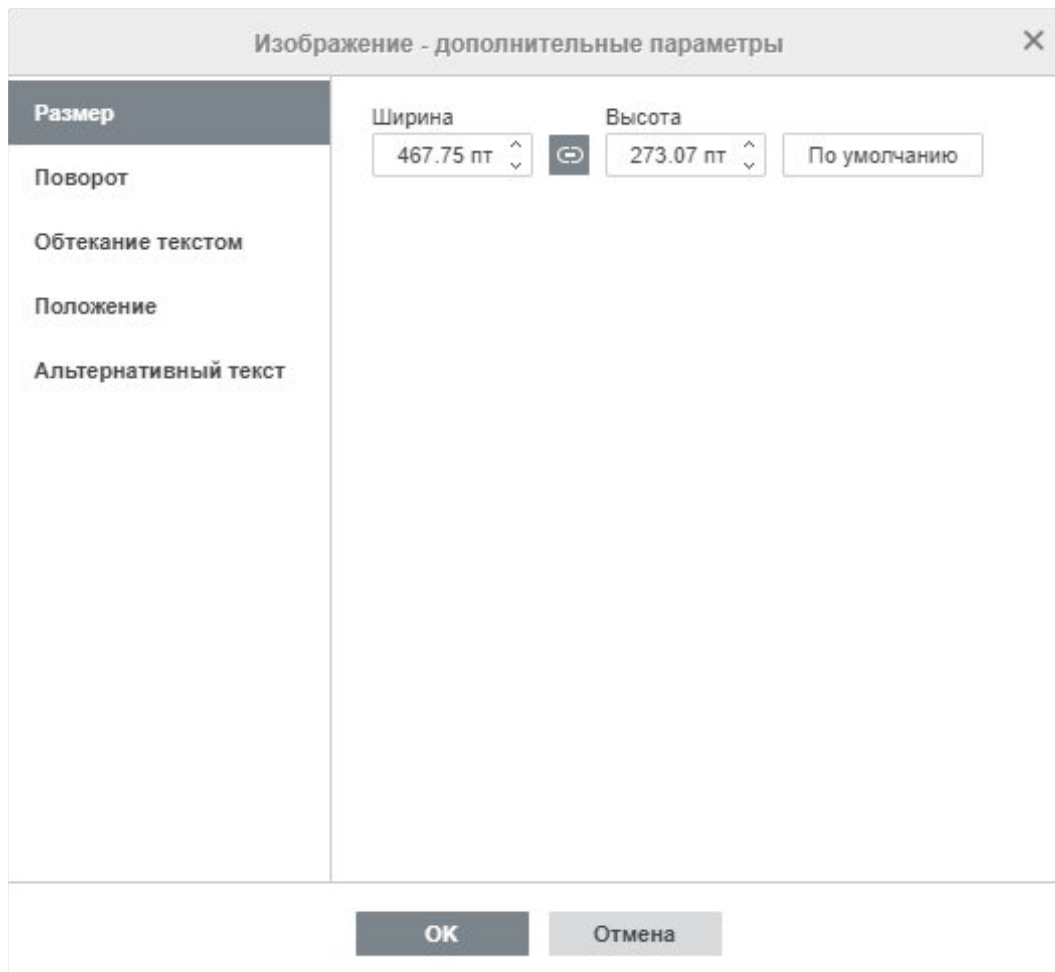 Изображение - дополнительные параметры
Размер
Ширина
Высота
467.75 пт
273.07 пт
По умолчанию
Поворот
Обтекание текстом
Положение
Альтернативный текст
OK
Отмена